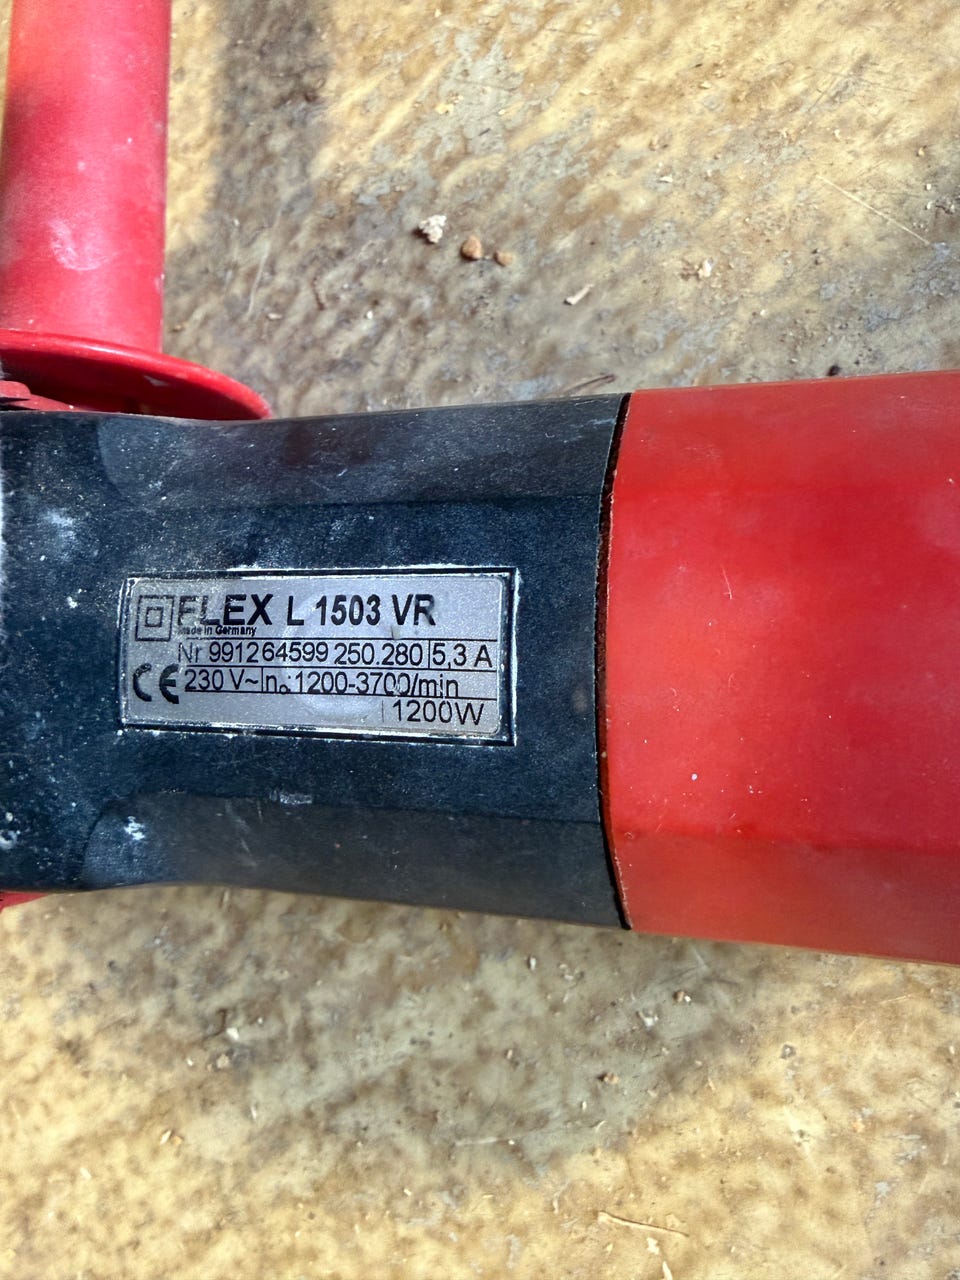 FLEX L 1503 VR
Made in Germany
Nr 991264599 250.280 5,3 A
CE 230 V~ n₀:1200-3700/min
1200W